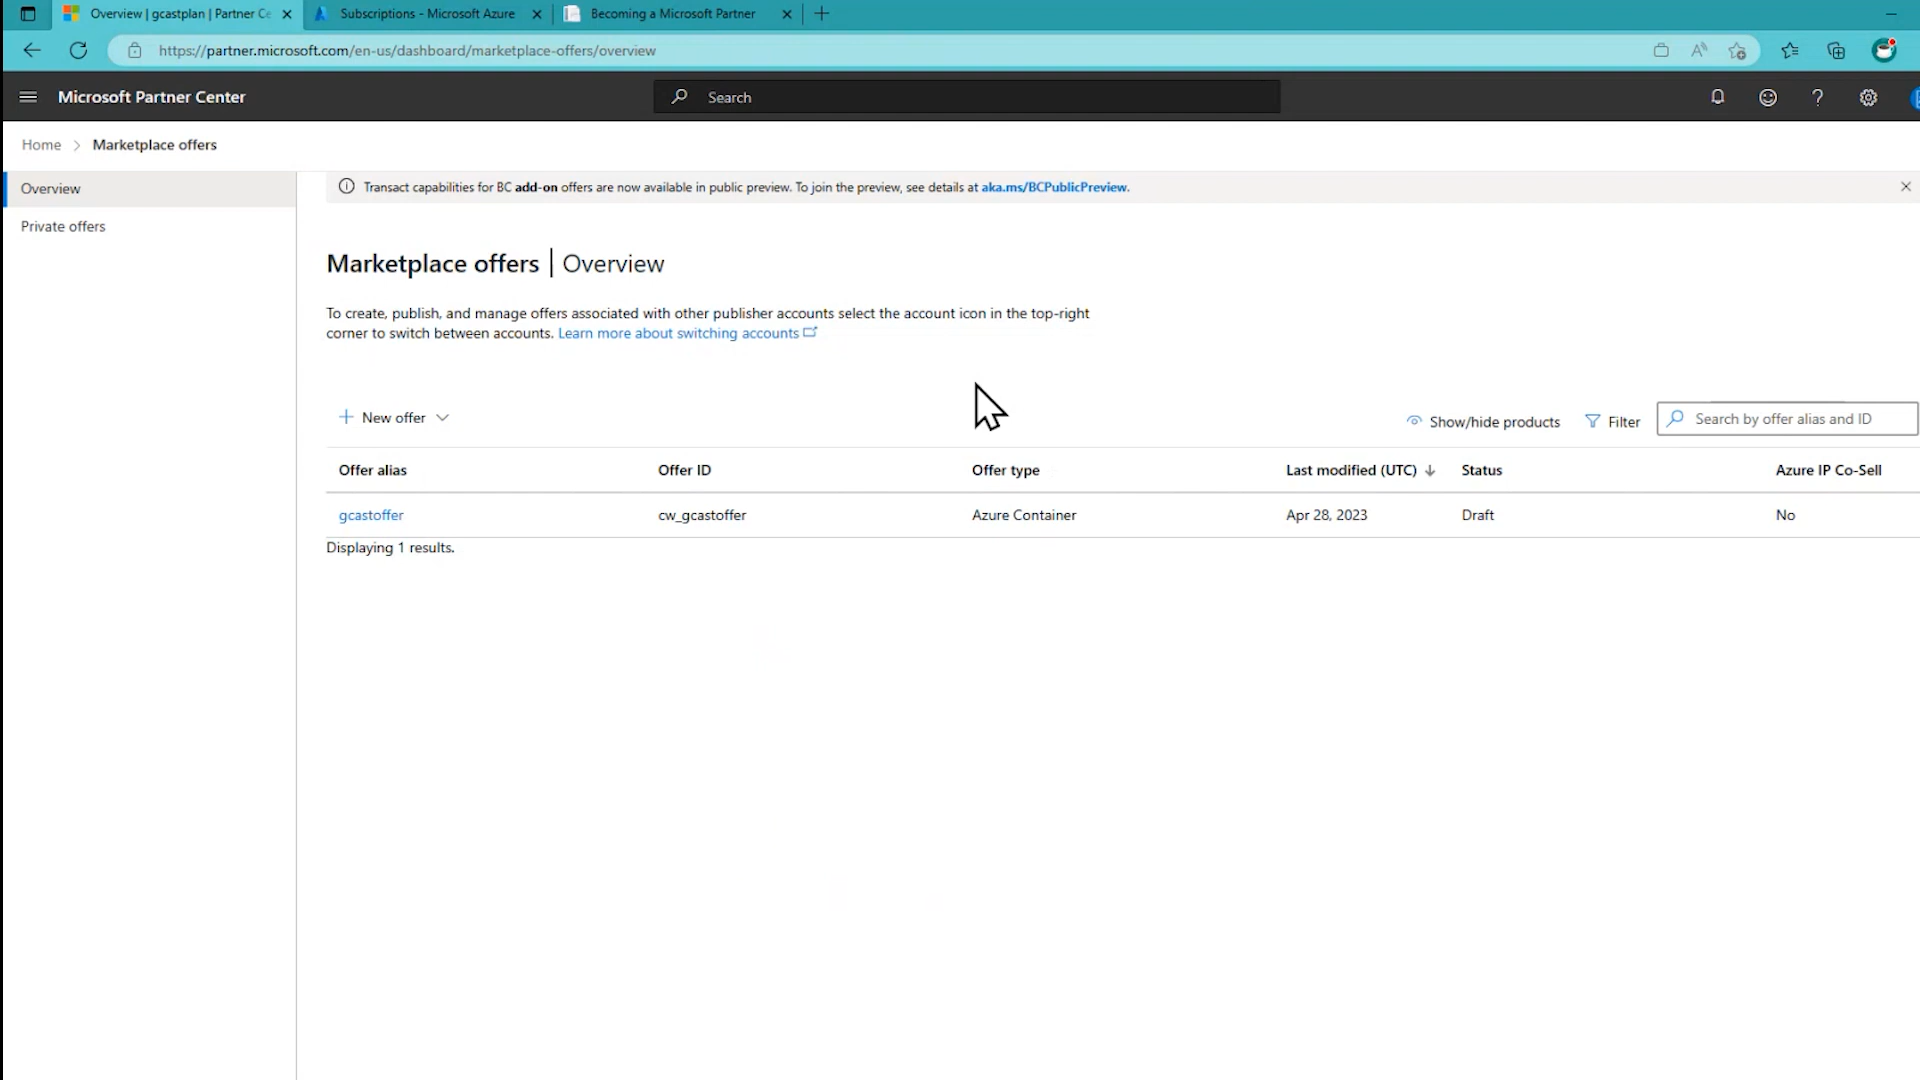 Overview | gcastplan | Partner Ce
Subscriptions - Microsoft Azure
Becoming a Microsoft Partner
https://partner.microsoft.com/en-us/dashboard/marketplace-offers/overview
Microsoft Partner Center
Search
Home > Marketplace offers
Overview
Private offers
Transact capabilities for BC add-on offers are now available in public preview. To join the preview, see details at aka.ms/BCPublicPreview.
Marketplace offers | Overview
To create, publish, and manage offers associated with other publisher accounts select the account icon in the top-right
corner to switch between accounts. Learn more about switching accounts
New offer
Show/hide products
Filter
Search by offer alias and ID
Offer alias Offer ID Offer type Last modified (UTC) Status Azure IP Co-Sell
gcastoffer cw_gcastoffer Azure Container Apr 28, 2023 Draft No
Displaying 1 results.